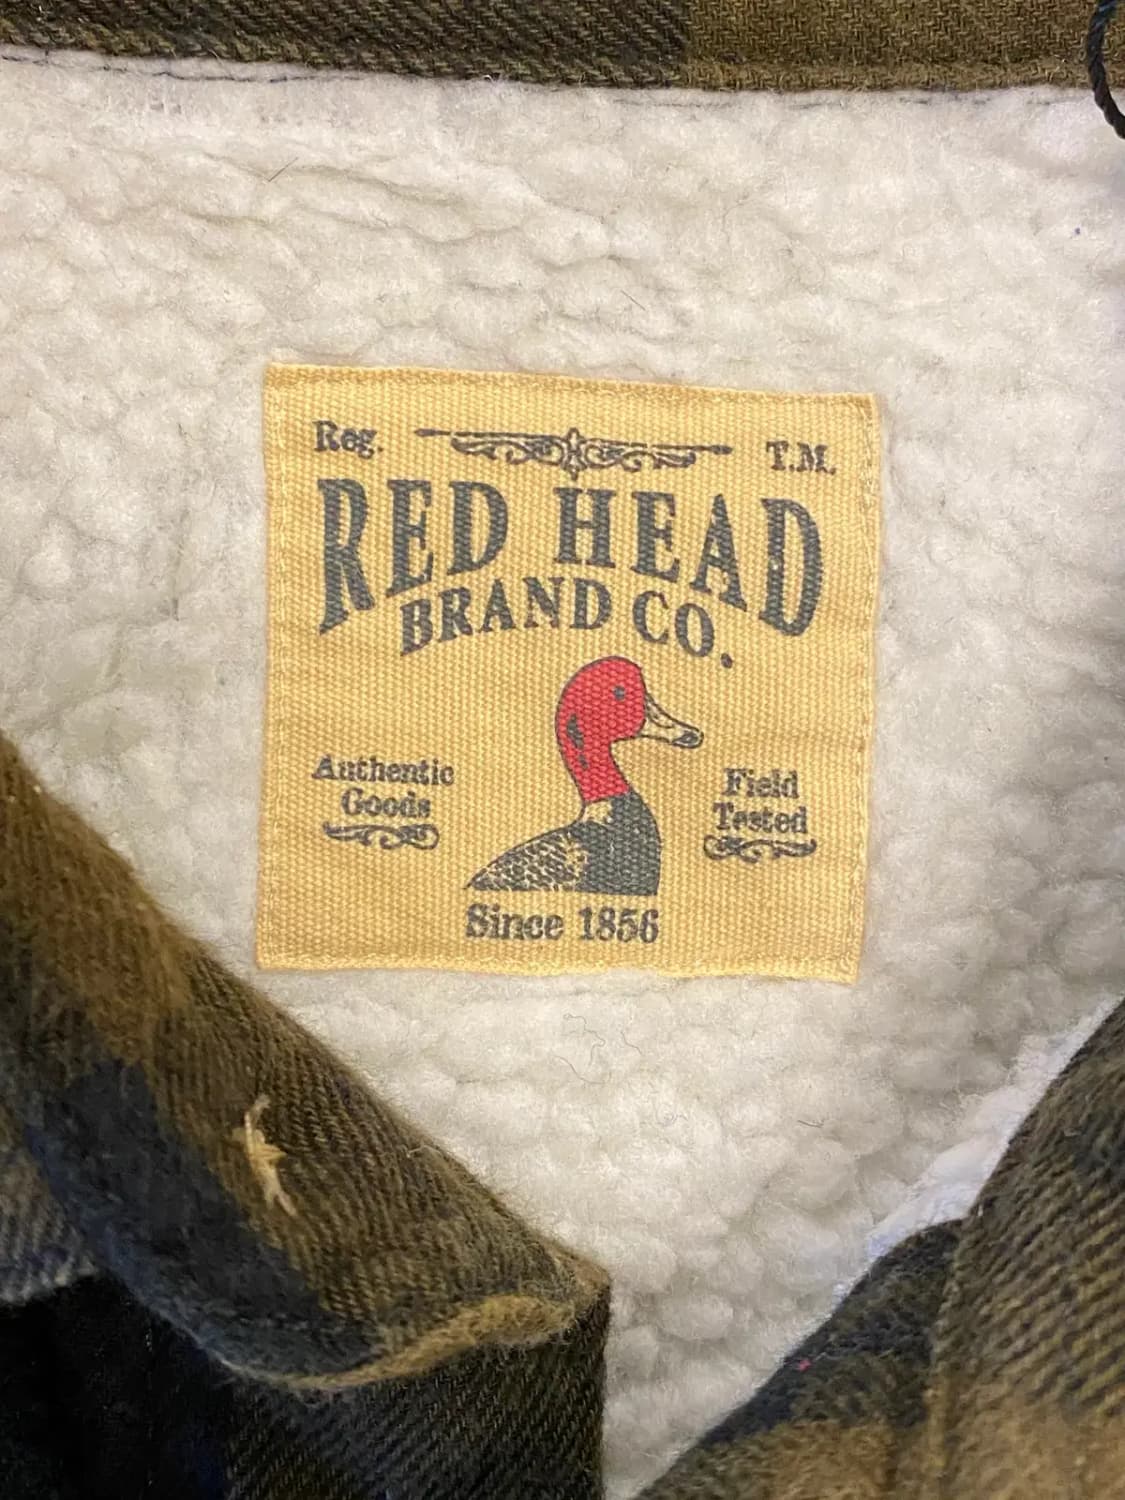 Reg. T.M.
RED HEAD
BRAND CO.
Authentic
Goods
Field
Tested
Since 1856